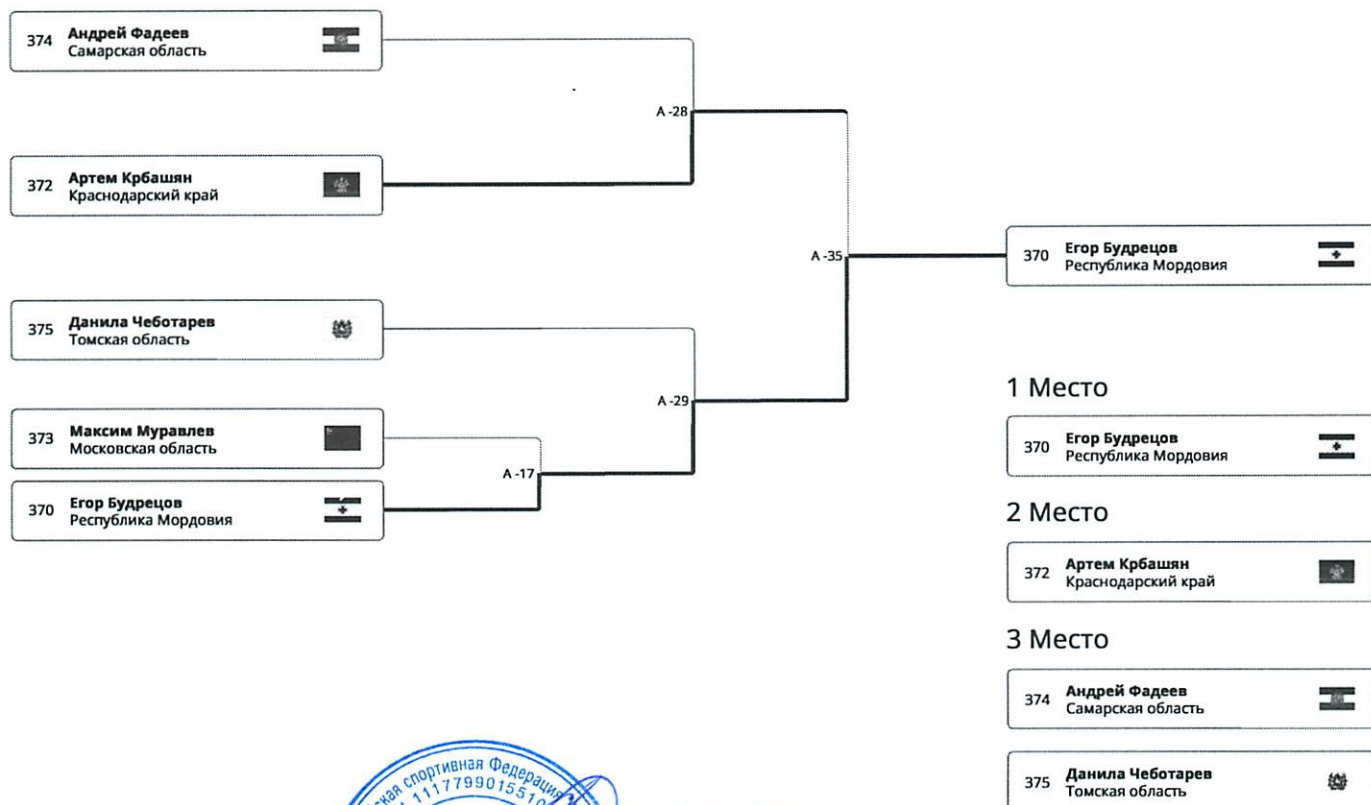 374 Андрей Фадеев
Самарская область
A -28
372 Артем Крбашян
Краснодарский край
A -35
370 Егор Будрецов
Республика Мордовия
375 Данила Чеботарев
Томская область
A -29
373 Максим Муравлев
Московская область
A -17
370 Егор Будрецов
Республика Мордовия
1 Место
370 Егор Будрецов
Республика Мордовия
2 Место
372 Артем Крбашян
Краснодарский край
3 Место
374 Андрей Фадеев
Самарская область
375 Данила Чеботарев
Томская область
спортивная Федерация